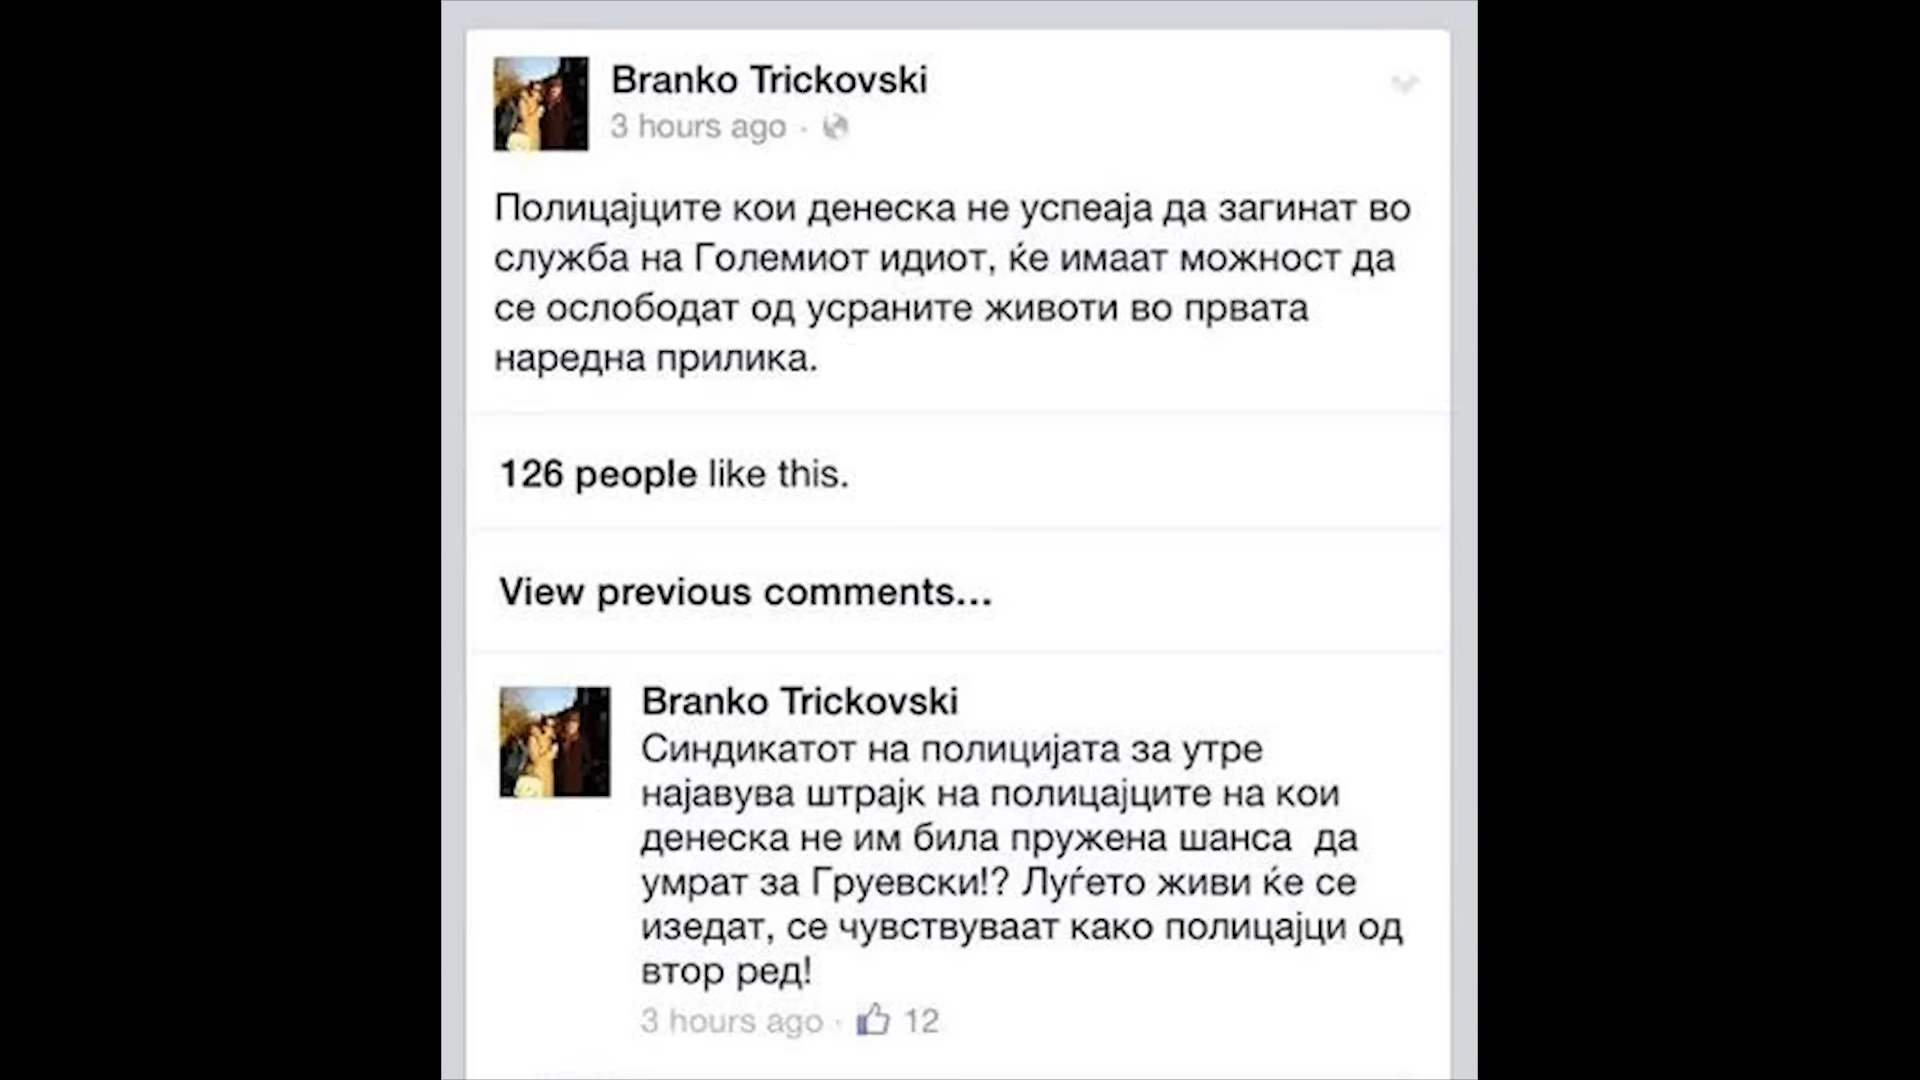 Branko Trickovski
3 hours ago ·
Полицајците кои денеска не успеаја да загинат во
служба на Големиот идиот, ќе имаат можност да
се ослободат од усраните животи во првата
наредна прилика.
126 people like this.
View previous comments...
Branko Trickovski
Синдикатот на полицијата за утре
најавува штрајк на полицајците на кои
денеска не им била пружена шанса да
умрат за Груевски!? Луѓето живи ќе се
изедат, се чувствуваат како полицајци од
втор ред!
3 hours ago · 12